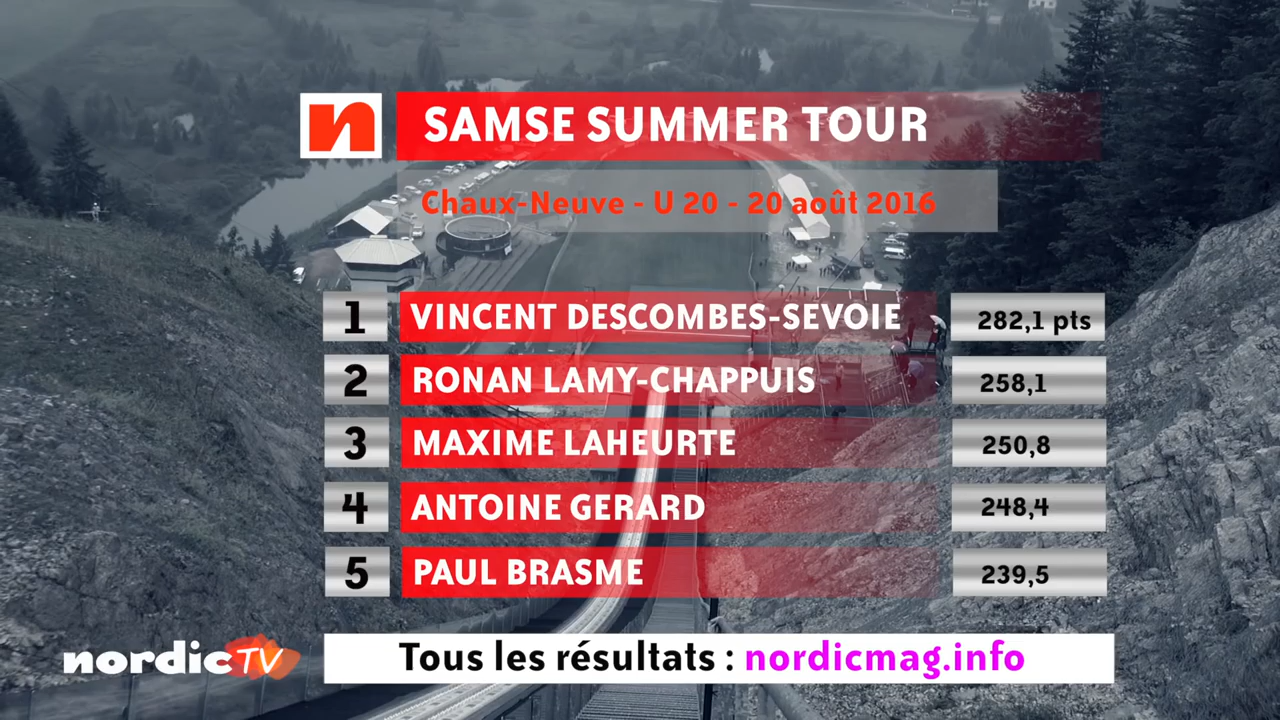 n SAMSE SUMMER TOUR
Chaux-Neuve - U 20 - 20 août 2016
1 VINCENT DESCOMBES-SEVOIE 282,1 pts
2 RONAN LAMY-CHAPPUIS 258,1
3 MAXIME LAHEURTE 250,8
4 ANTOINE GERARD 248,4
5 PAUL BRASME 239,5
nordicTV Tous les résultats : nordicmag.info